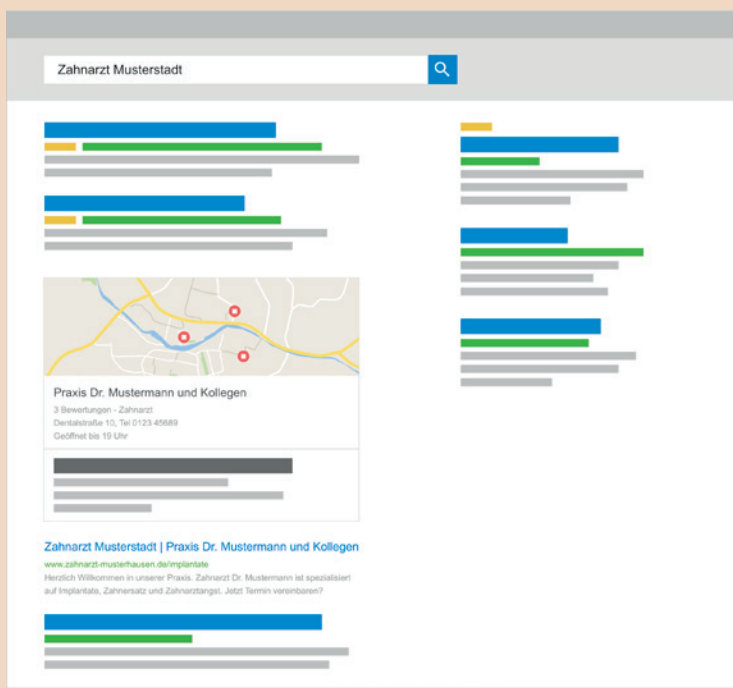 Zahnarzt Musterstadt
Praxis Dr. Mustermann und Kollegen
3 Bewertungen - Zahnarzt
Dentalstraße 10, Tel 0123 45689
Geöffnet bis 19 Uhr
Zahnarzt Musterstadt | Praxis Dr. Mustermann und Kollegen
www.zahnarzt-musterhausen.de/implantate
Herzlich Willkommen in unserer Praxis. Zahnarzt Dr. Mustermann ist spezialisiert
auf Implantate, Zahnersatz und Zahnarztangst. Jetzt Termin vereinbaren?